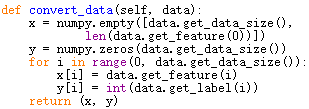 def convert_data(self, data):
    x = numpy.empty([data.get_data_size(),
            len(data.get_feature(0))])
    y = numpy.zeros(data.get_data_size())
    for i in range(0, data.get_data_size()):
        x[i] = data.get_feature(i)
        y[i] = int(data.get_label(i))
    return (x, y)